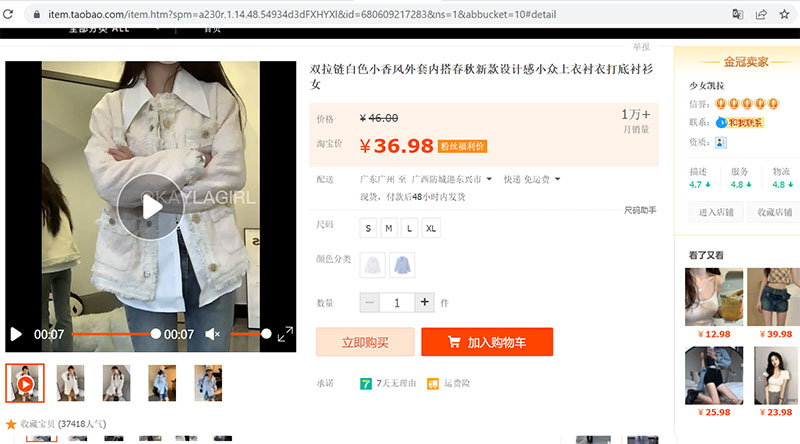 item.taobao.com/item.htm?spm=a230r.1.14.48.54934d3dFXHYXl&id=680609217283&ns=1&abbucket=10#detail
全部分类 ALL
首页
举报
双拉链白色小香风外套内搭春秋新款设计感小众上衣衬衣打底衬衫女
价格
¥ 46.00
1万+
月销量
淘宝价
¥ 36.98
粉丝福利价
配送
广东广州 至 广西防城港东兴市
快递 免运费
现货,付款后48小时内发货
尺码助手
尺码
S
M
L
XL
颜色分类
数量
1
件
立即购买
加入购物车
承诺
7天无理由
运费险
@KAYLAGIRL
00:07
00:07
收藏宝贝 (37418人气)
金冠卖家
少女凯拉
信誉:
联系:
和我联系
资质:
描述
服务
物流
4.7
4.8
4.8
进入店铺
收藏店铺
看了又看
¥ 12.98
¥ 39.98
¥ 25.98
¥ 23.98